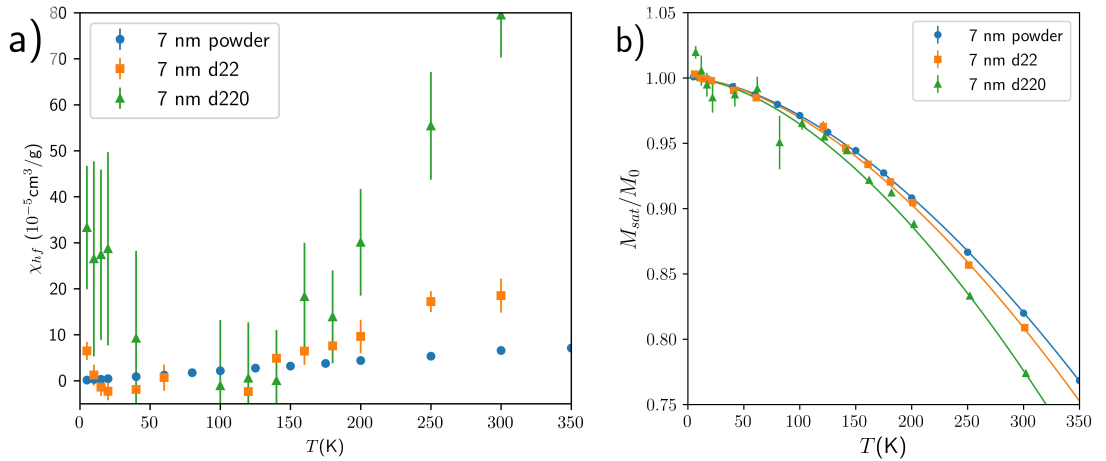 a)
7 nm powder
7 nm d22
7 nm d220
80
70
60
50
40
30
20
10
0
χhf (10⁻⁵cm³/g)
0 50 100 150 200 250 300 350
T(K)
b)
7 nm powder
7 nm d22
7 nm d220
1.05
1.00
0.95
0.90
0.85
0.80
0.75
Msat/M0
0 50 100 150 200 250 300 350
T(K)